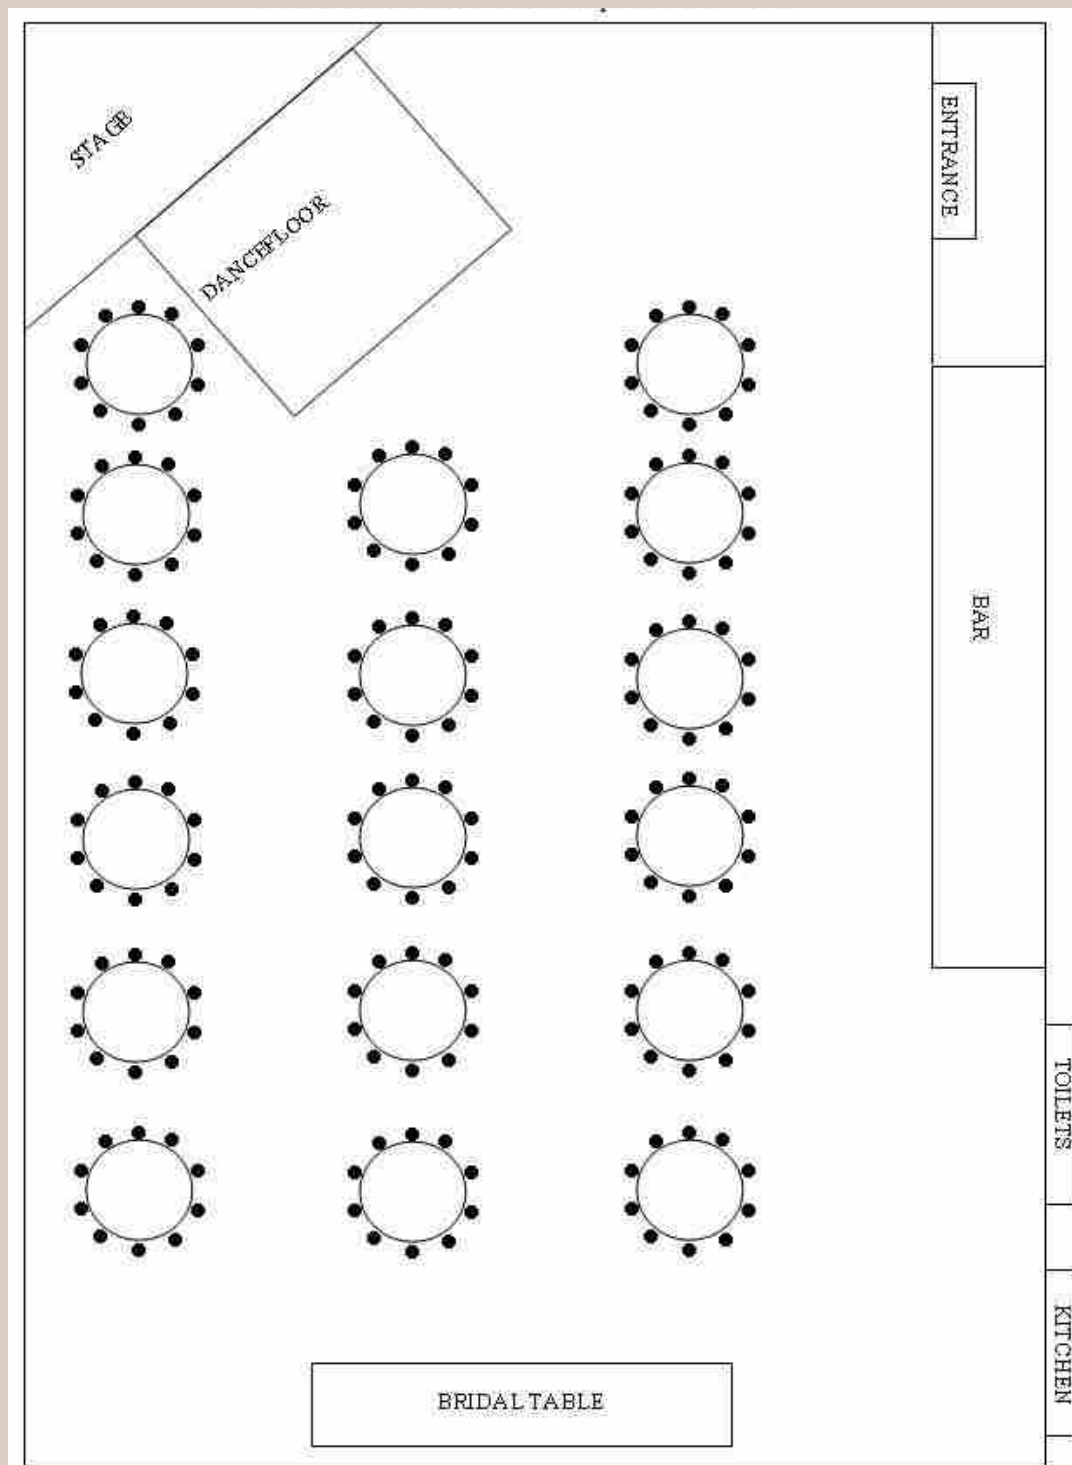 STAGE
ENTRANCE
DANCEFLOOR
BAR
TOILETS
KITCHEN
BRIDAL TABLE